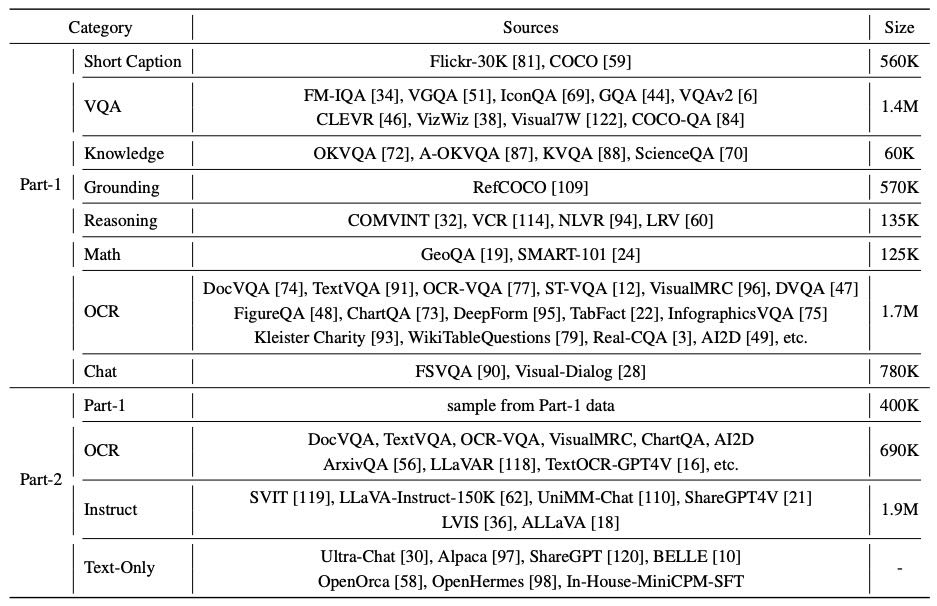 Category Sources Size
Short Caption Flickr-30K [81], COCO [59] 560K
VQA FM-IQA [34], VGQA [51], IconQA [69], GQA [44], VQAv2 [6]
CLEVR [46], VizWiz [38], Visual7W [122], COCO-QA [84] 1.4M
Knowledge OKVQA [72], A-OKVQA [87], KVQA [88], ScienceQA [70] 60K
Part-1 Grounding RefCOCO [109] 570K
Reasoning COMVINT [32], VCR [114], NLVR [94], LRV [60] 135K
Math GeoQA [19], SMART-101 [24] 125K
DocVQA [74], TextVQA [91], OCR-VQA [77], ST-VQA [12], VisualMRC [96], DVQA [47]
OCR FigureQA [48], ChartQA [73], DeepForm [95], TabFact [22], InfographicsVQA [75] 1.7M
Kleister Charity [93], WikiTableQuestions [79], Real-CQA [3], AI2D [49], etc.
Chat FSVQA [90], Visual-Dialog [28] 780K
Part-1 sample from Part-1 data 400K
OCR DocVQA, TextVQA, OCR-VQA, VisualMRC, ChartQA, AI2D
ArxivQA [56], LLaVAR [118], TextOCR-GPT4V [16], etc. 690K
Part-2
Instruct SVIT [119], LLaVA-Instruct-150K [62], UniMM-Chat [110], ShareGPT4V [21]
LVIS [36], ALLaVA [18] 1.9M
Text-Only Ultra-Chat [30], Alpaca [97], ShareGPT [120], BELLE [10]
OpenOrca [58], OpenHermes [98], In-House-MiniCPM-SFT -